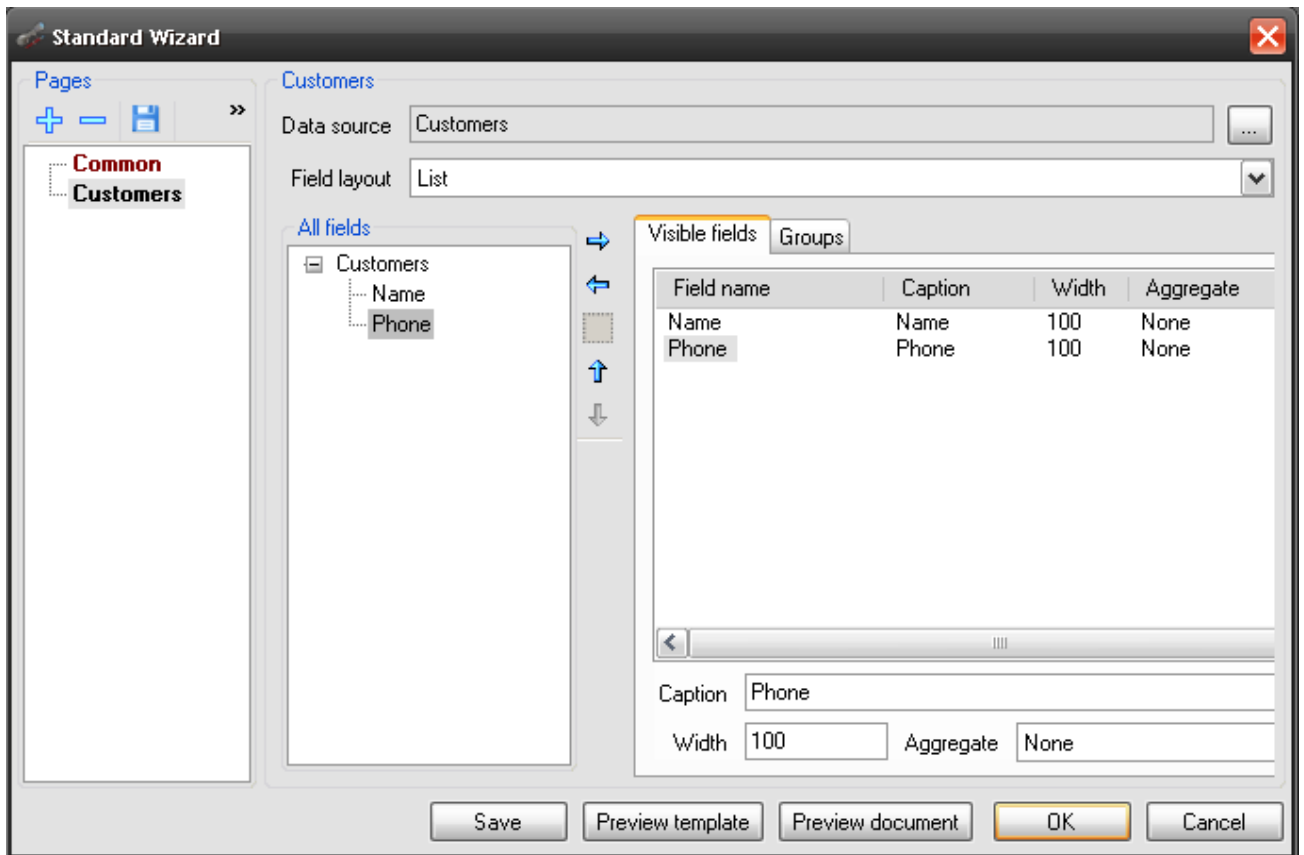 Standard Wizard
Pages
»
Common
Customers
Customers
Data source Customers ...
Field layout List
All fields
Customers
Name
Phone
Visible fields Groups
Field name Caption Width Aggregate
Name Name 100 None
Phone Phone 100 None
Caption Phone
Width 100 Aggregate None
Save Preview template Preview document OK Cancel